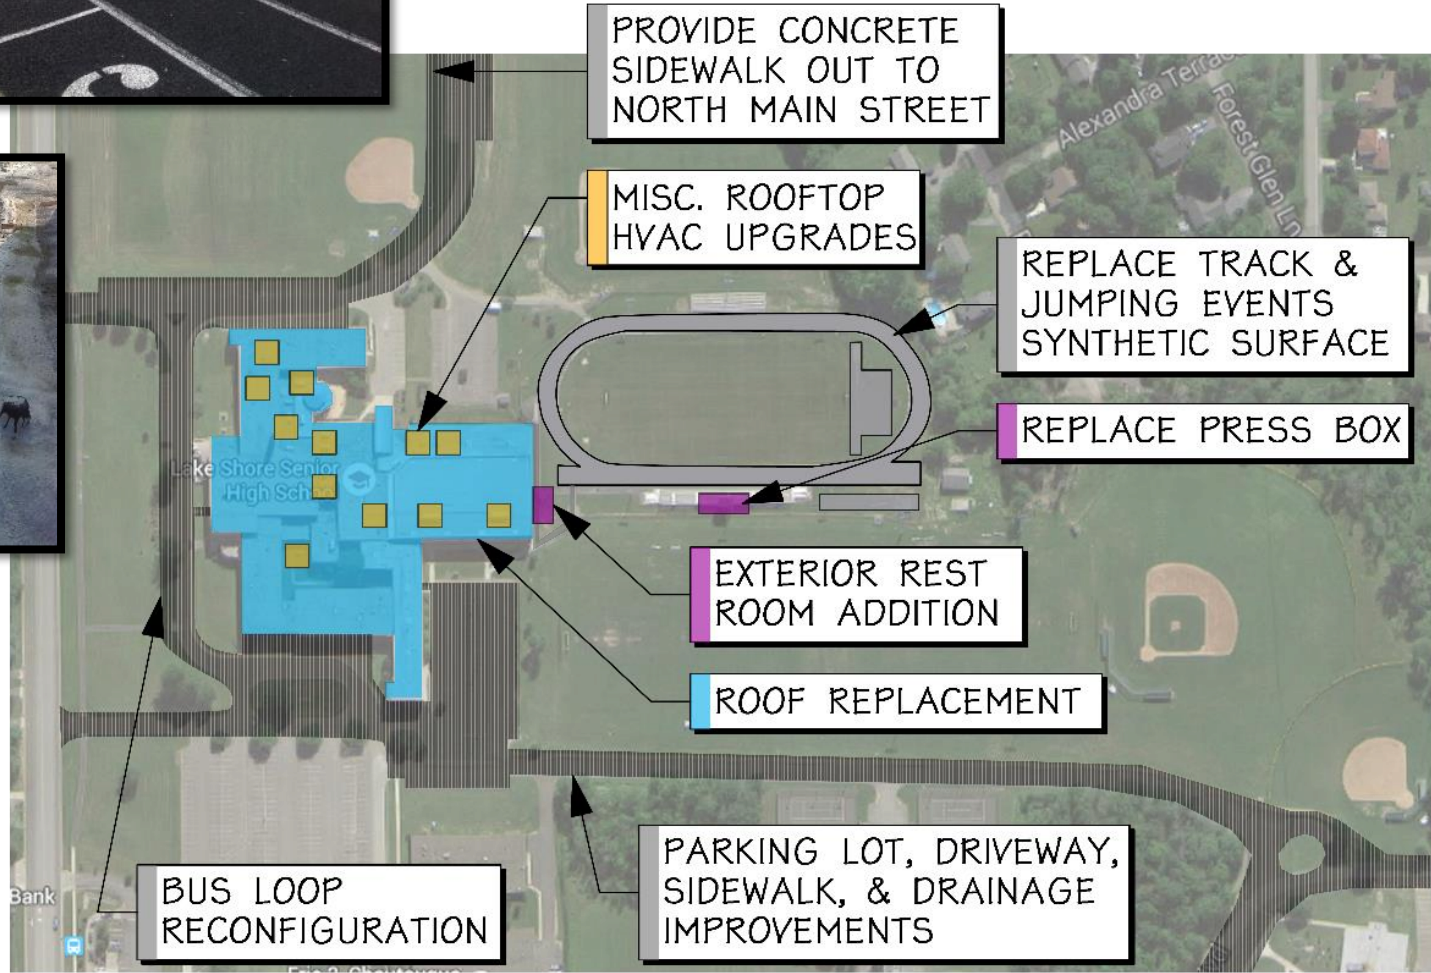 PROVIDE CONCRETE
SIDEWALK OUT TO
NORTH MAIN STREET
Alexandra Terrace
Forest Glen Ln
MISC. ROOFTOP
HVAC UPGRADES
REPLACE TRACK &
JUMPING EVENTS
SYNTHETIC SURFACE
REPLACE PRESS BOX
Lake Shore Senior
High School
EXTERIOR REST
ROOM ADDITION
ROOF REPLACEMENT
PARKING LOT, DRIVEWAY,
SIDEWALK, & DRAINAGE
IMPROVEMENTS
BUS LOOP
RECONFIGURATION
Bank